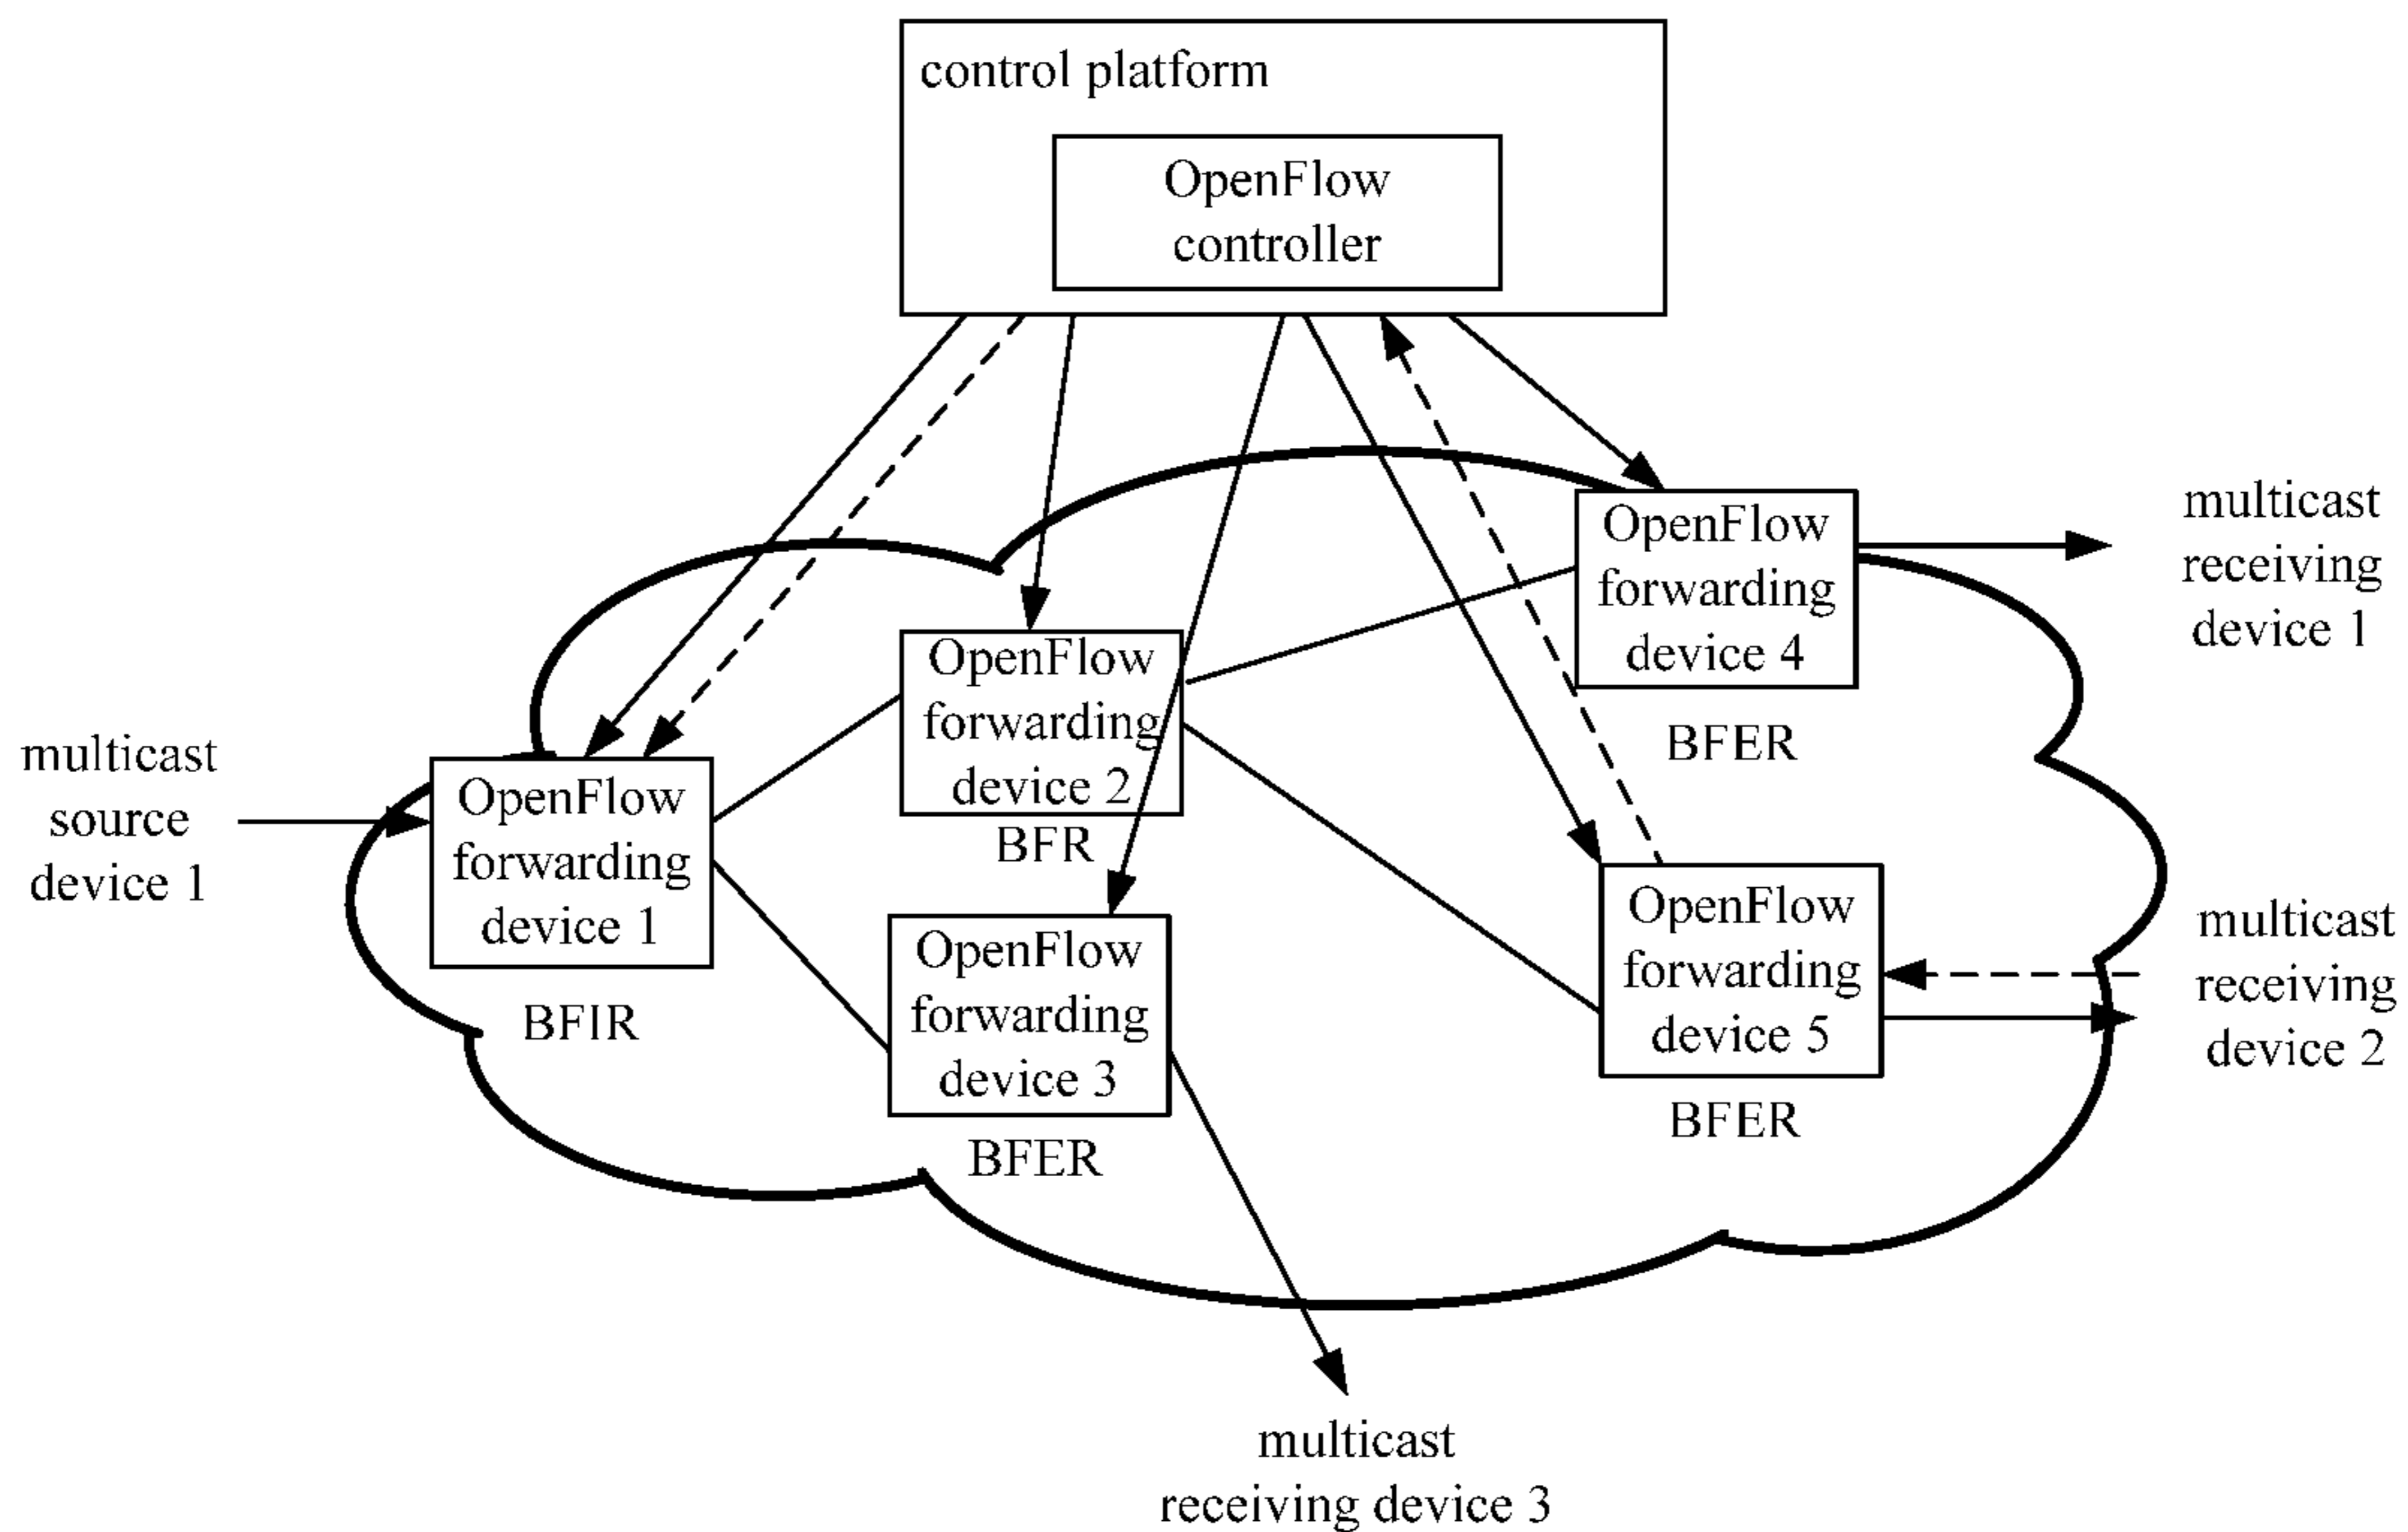 control platform
OpenFlow
controller
OpenFlow
forwarding
device 4
BFER
multicast
receiving
device 1
OpenFlow
forwarding
device 2
BFR
multicast
source
device 1
OpenFlow
forwarding
device 1
BFIR
OpenFlow
forwarding
device 3
BFER
OpenFlow
forwarding
device 5
BFER
multicast
receiving
device 2
multicast
receiving device 3